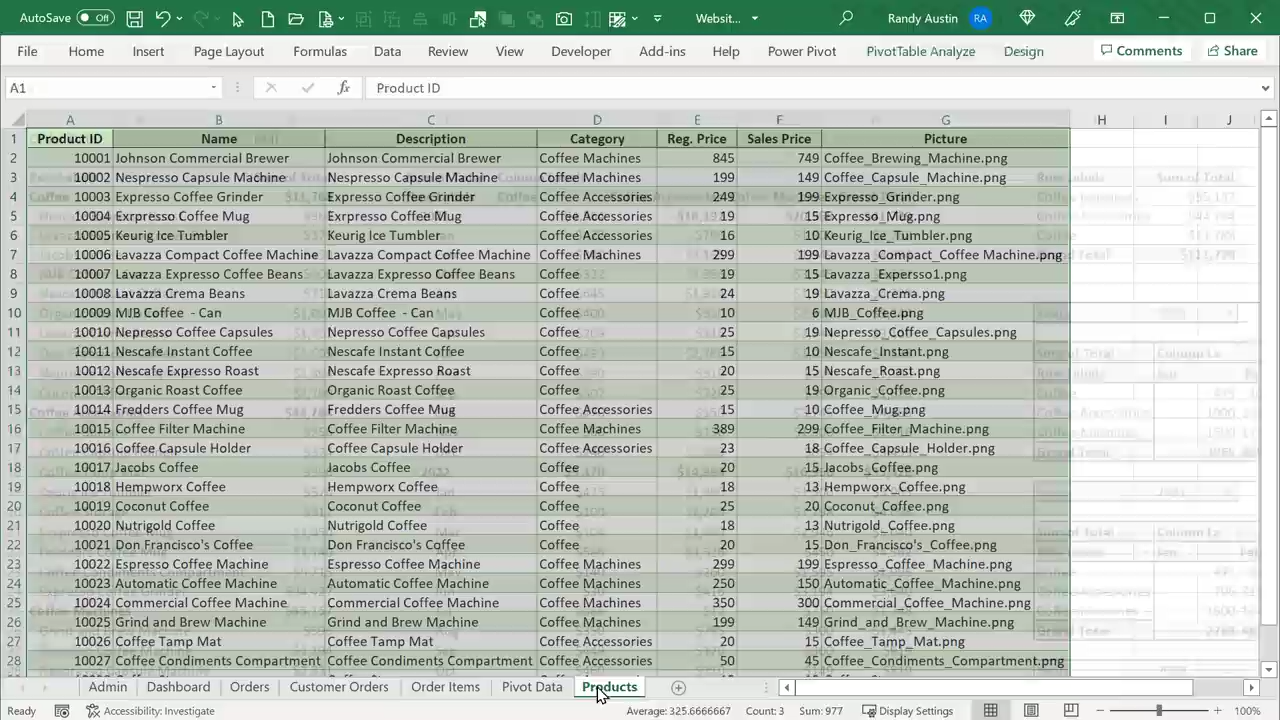 AutoSave Off Websit... Randy Austin RA
File Home Insert Page Layout Formulas Data Review View Developer Add-ins Help Power Pivot PivotTable Analyze Design Comments Share
A1 fx Product ID
A B C D E F G H I J
1 Product ID Name Description Category Reg. Price Sales Price Picture
2 10001 Johnson Commercial Brewer Johnson Commercial Brewer Coffee Machines 845 749 Coffee_Brewing_Machine.png
3 10002 Nespresso Capsule Machine Nespresso Capsule Machine Coffee Machines 199 149 Coffee_Capsule_Machine.png
4 10003 Expresso Coffee Grinder Expresso Coffee Grinder Coffee Accessories 249 199 Expresso_Grinder.png
5 10004 Exrpresso Coffee Mug Expresso Coffee Mug Coffee Accessories 19 15 Expresso_Mug.png
6 10005 Keurig Ice Tumbler Keurig Ice Tumbler Coffee Accessories 16 10 Keurig_Ice_Tumbler.png
7 10006 Lavazza Compact Coffee Machine Lavazza Compact Coffee Machine Coffee Machines 299 199 Lavazza_Compact_Coffee Machine.png
8 10007 Lavazza Expresso Coffee Beans Lavazza Expresso Coffee Beans Coffee 19 15 Lavazza_Expersso1.png
9 10008 Lavazza Crema Beans Lavazza Crema Beans Coffee 24 19 Lavazza_Crema.png
10 10009 MJB Coffee - Can MJB Coffee - Can Coffee 10 6 MJB_Coffee.png
11 10010 Nepresso Coffee Capsules Nepresso Coffee Capsules Coffee 25 19 Nepresso_Coffee_Capsules.png
12 10011 Nescafe Instant Coffee Nescafe Instant Coffee Coffee 15 10 Nescafe_Instant.png
13 10012 Nescafe Expresso Roast Nescafe Expresso Roast Coffee 20 15 Nescafe_Roast.png
14 10013 Organic Roast Coffee Organic Roast Coffee Coffee 25 19 Organic_Coffee.png
15 10014 Fredders Coffee Mug Fredders Coffee Mug Coffee Accessories 15 10 Coffee_Mug.png
16 10015 Coffee Filter Machine Coffee Filter Machine Coffee Machines 389 299 Coffee_Filter_Machine.png
17 10016 Coffee Capsule Holder Coffee Capsule Holder Coffee Accessories 23 18 Coffee_Capsule_Holder.png
18 10017 Jacobs Coffee Jacobs Coffee Coffee 20 15 Jacobs_Coffee.png
19 10018 Hempworx Coffee Hempworx Coffee Coffee 18 13 Hempworx_Coffee.png
20 10019 Coconut Coffee Coconut Coffee Coffee 25 20 Coconut_Coffee.png
21 10020 Nutrigold Coffee Nutrigold Coffee Coffee 18 13 Nutrigold_Coffee.png
22 10021 Don Francisco's Coffee Don Francisco's Coffee Coffee 20 15 Don_Francisco's_Coffee.png
23 10022 Espresso Coffee Machine Espresso Coffee Machine Coffee Machines 299 199 Espresso_Coffee_Machine.png
24 10023 Automatic Coffee Machine Automatic Coffee Machine Coffee Machines 250 150 Automatic_Coffee_Machine.png
25 10024 Commercial Coffee Machine Commercial Coffee Machine Coffee Machines 350 300 Commercial_Coffee_Machine.png
26 10025 Grind and Brew Machine Grind and Brew Machine Coffee Machines 199 149 Grind_and_Brew_Machine.png
27 10026 Coffee Tamp Mat Coffee Tamp Mat Coffee Accessories 20 15 Coffee_Tamp_Mat.png
28 10027 Coffee Condiments Compartment Coffee Condiments Compartment Coffee Accessories 50 45 Coffee_Condiments_Compartment.png
Admin Dashboard Orders Customer Orders Order Items Pivot Data Products
Ready Accessibility: Investigate Average: 325.6666667 Count: 3 Sum: 977 Display Settings 100%